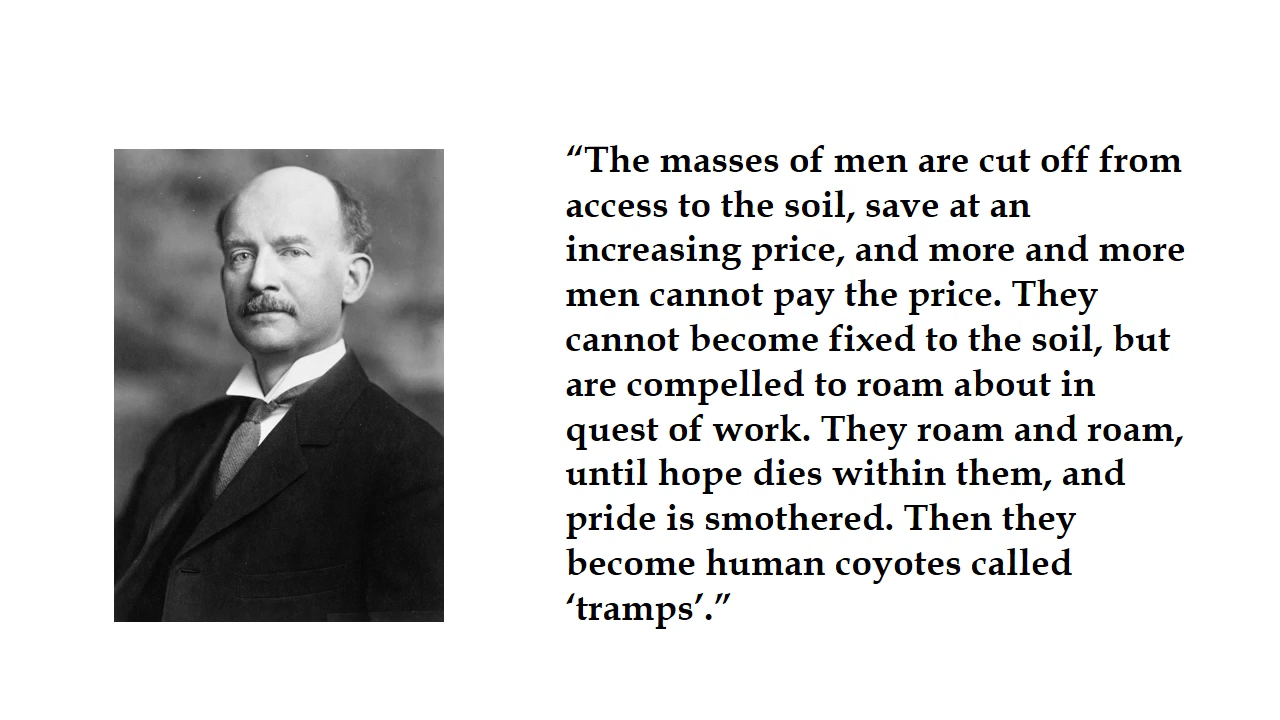 “The masses of men are cut off from
access to the soil, save at an
increasing price, and more and more
men cannot pay the price. They
cannot become fixed to the soil, but
are compelled to roam about in
quest of work. They roam and roam,
until hope dies within them, and
pride is smothered. Then they
become human coyotes called
‘tramps’.”